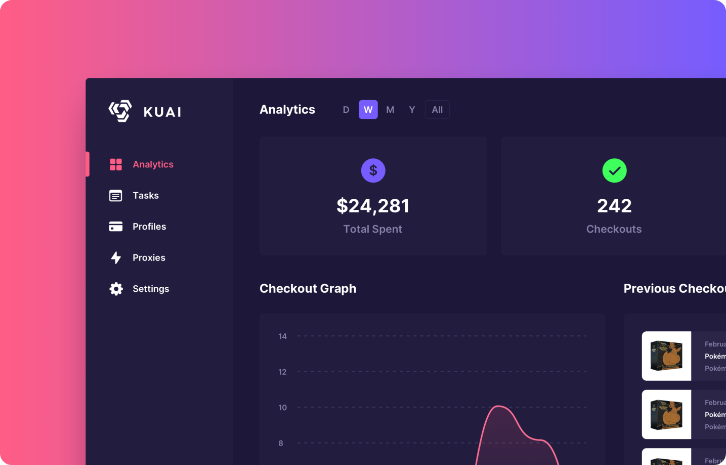 KUAI
Analytics
Tasks
Profiles
Proxies
Settings
Analytics D W M Y All
$
$24,281
Total Spent
242
Checkouts
Checkout Graph
14
12
10
8
Previous Checkou
Februa
Pokém
Pokém
Februa
Pokém
Pokém
Februa